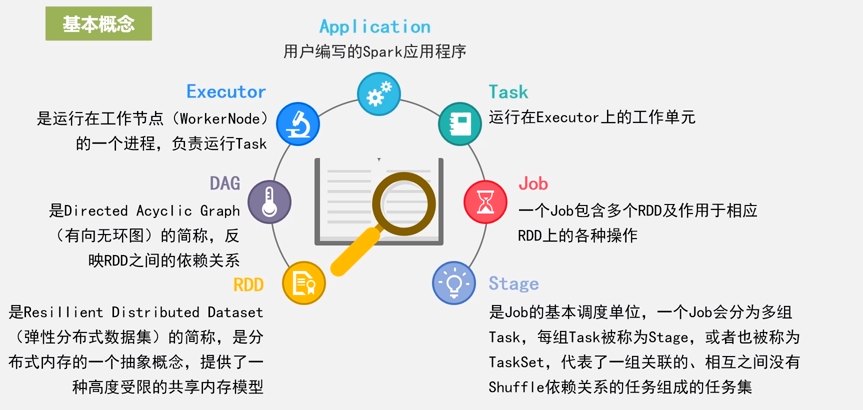 基本概念
Application
用户编写的Spark应用程序
Executor
是运行在工作节点（WorkerNode）
的一个进程，负责运行Task
Task
运行在Executor上的工作单元
DAG
是Directed Acyclic Graph
（有向无环图）的简称，反
映RDD之间的依赖关系
Job
一个Job包含多个RDD及作用于相应
RDD上的各种操作
RDD
是Resillient Distributed Dataset
（弹性分布式数据集）的简称，是分
布式内存的一个抽象概念，提供了一
种高度受限的共享内存模型
Stage
是Job的基本调度单位，一个Job会分为多组
Task，每组Task被称为Stage，或者也被称为
TaskSet，代表了一组关联的、相互之间没有
Shuffle依赖关系的任务组成的任务集